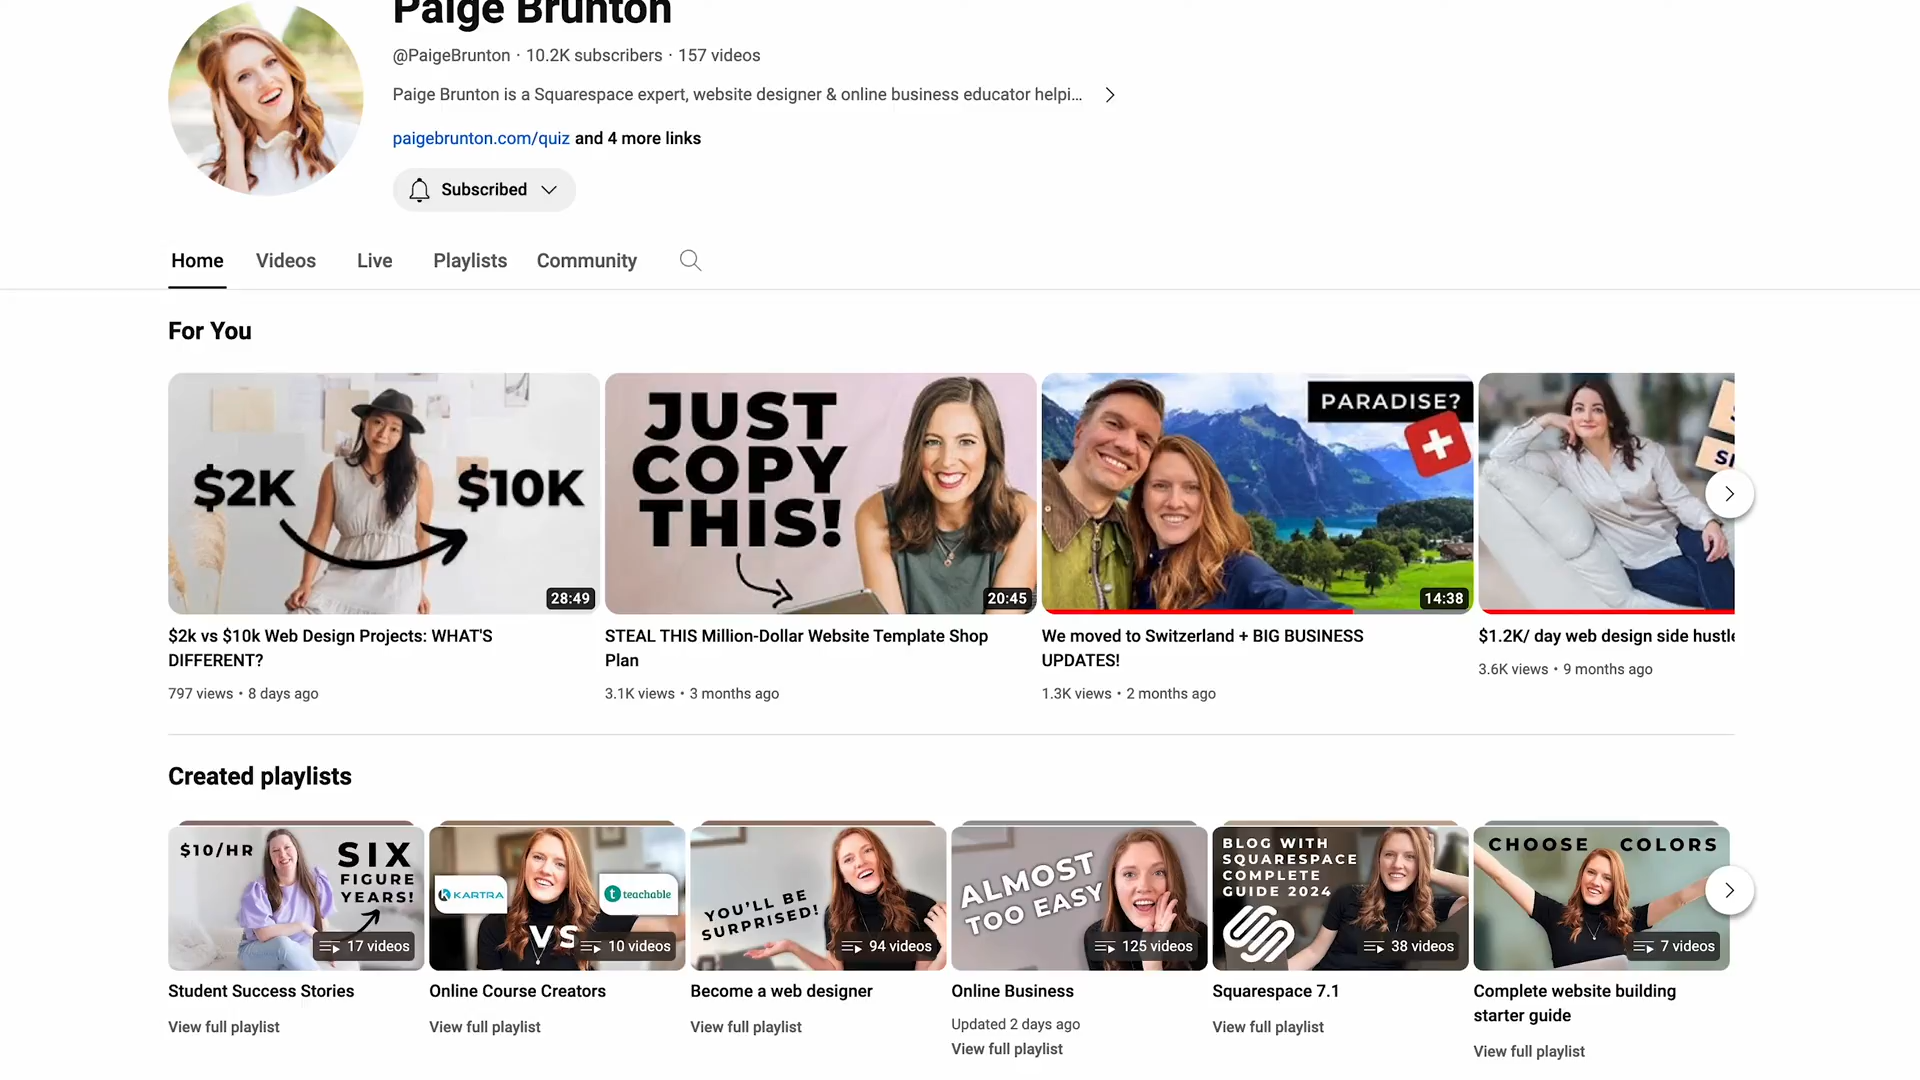 Paige Brunton
@PaigeBrunton · 10.2K subscribers · 157 videos
Paige Brunton is a Squarespace expert, website designer & online business educator helpi...
paigebrunton.com/quiz and 4 more links
Subscribed
Home Videos Live Playlists Community
For You
$2K $10K
28:49
JUST
COPY
THIS!
20:45
PARADISE?
14:38
$2k vs $10k Web Design Projects: WHAT'S
DIFFERENT?
797 views • 8 days ago
STEAL THIS Million-Dollar Website Template Shop
Plan
3.1K views • 3 months ago
We moved to Switzerland + BIG BUSINESS
UPDATES!
1.3K views • 2 months ago
$1.2K/ day web design side hustle
3.6K views • 9 months ago
Created playlists
$10/HR
SIX
FIGURE
YEARS!
17 videos
KARTRA
teachable
VS
10 videos
YOU'LL BE
SURPRISED!
94 videos
ALMOST
TOO EASY
125 videos
BLOG WITH
SQUARESPACE
COMPLETE
GUIDE 2024
38 videos
CHOOSE COLORS
7 videos
Student Success Stories
View full playlist
Online Course Creators
View full playlist
Become a web designer
View full playlist
Online Business
Updated 2 days ago
View full playlist
Squarespace 7.1
View full playlist
Complete website building
starter guide
View full playlist